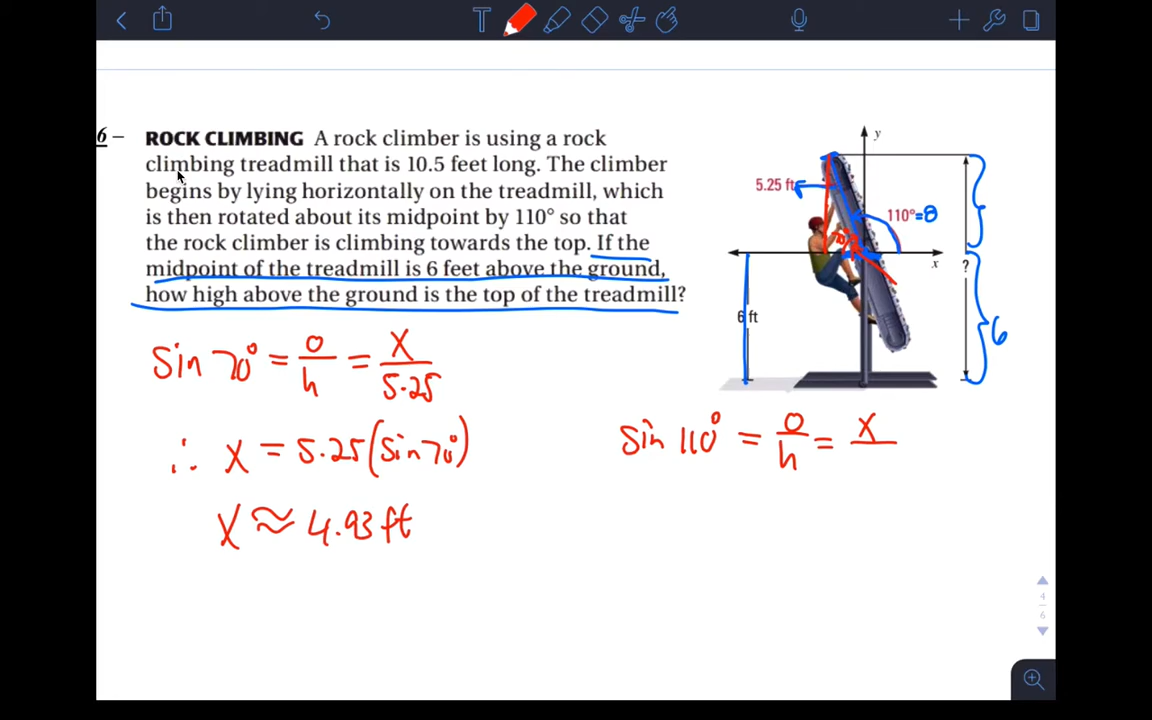 6 –
ROCK CLIMBING A rock climber is using a rock
climbing treadmill that is 10.5 feet long. The climber
begins by lying horizontally on the treadmill, which
is then rotated about its midpoint by 110° so that
the rock climber is climbing towards the top. If the
midpoint of the treadmill is 6 feet above the ground,
how high above the ground is the top of the treadmill?
y
5.25 ft
110° = θ
70°
x
?
6 ft
6
sin 70° = o/h = x/5.25
∴ x = 5.25(sin 70°)
x ≈ 4.93 ft
sin 110° = o/h = x
T
4
6